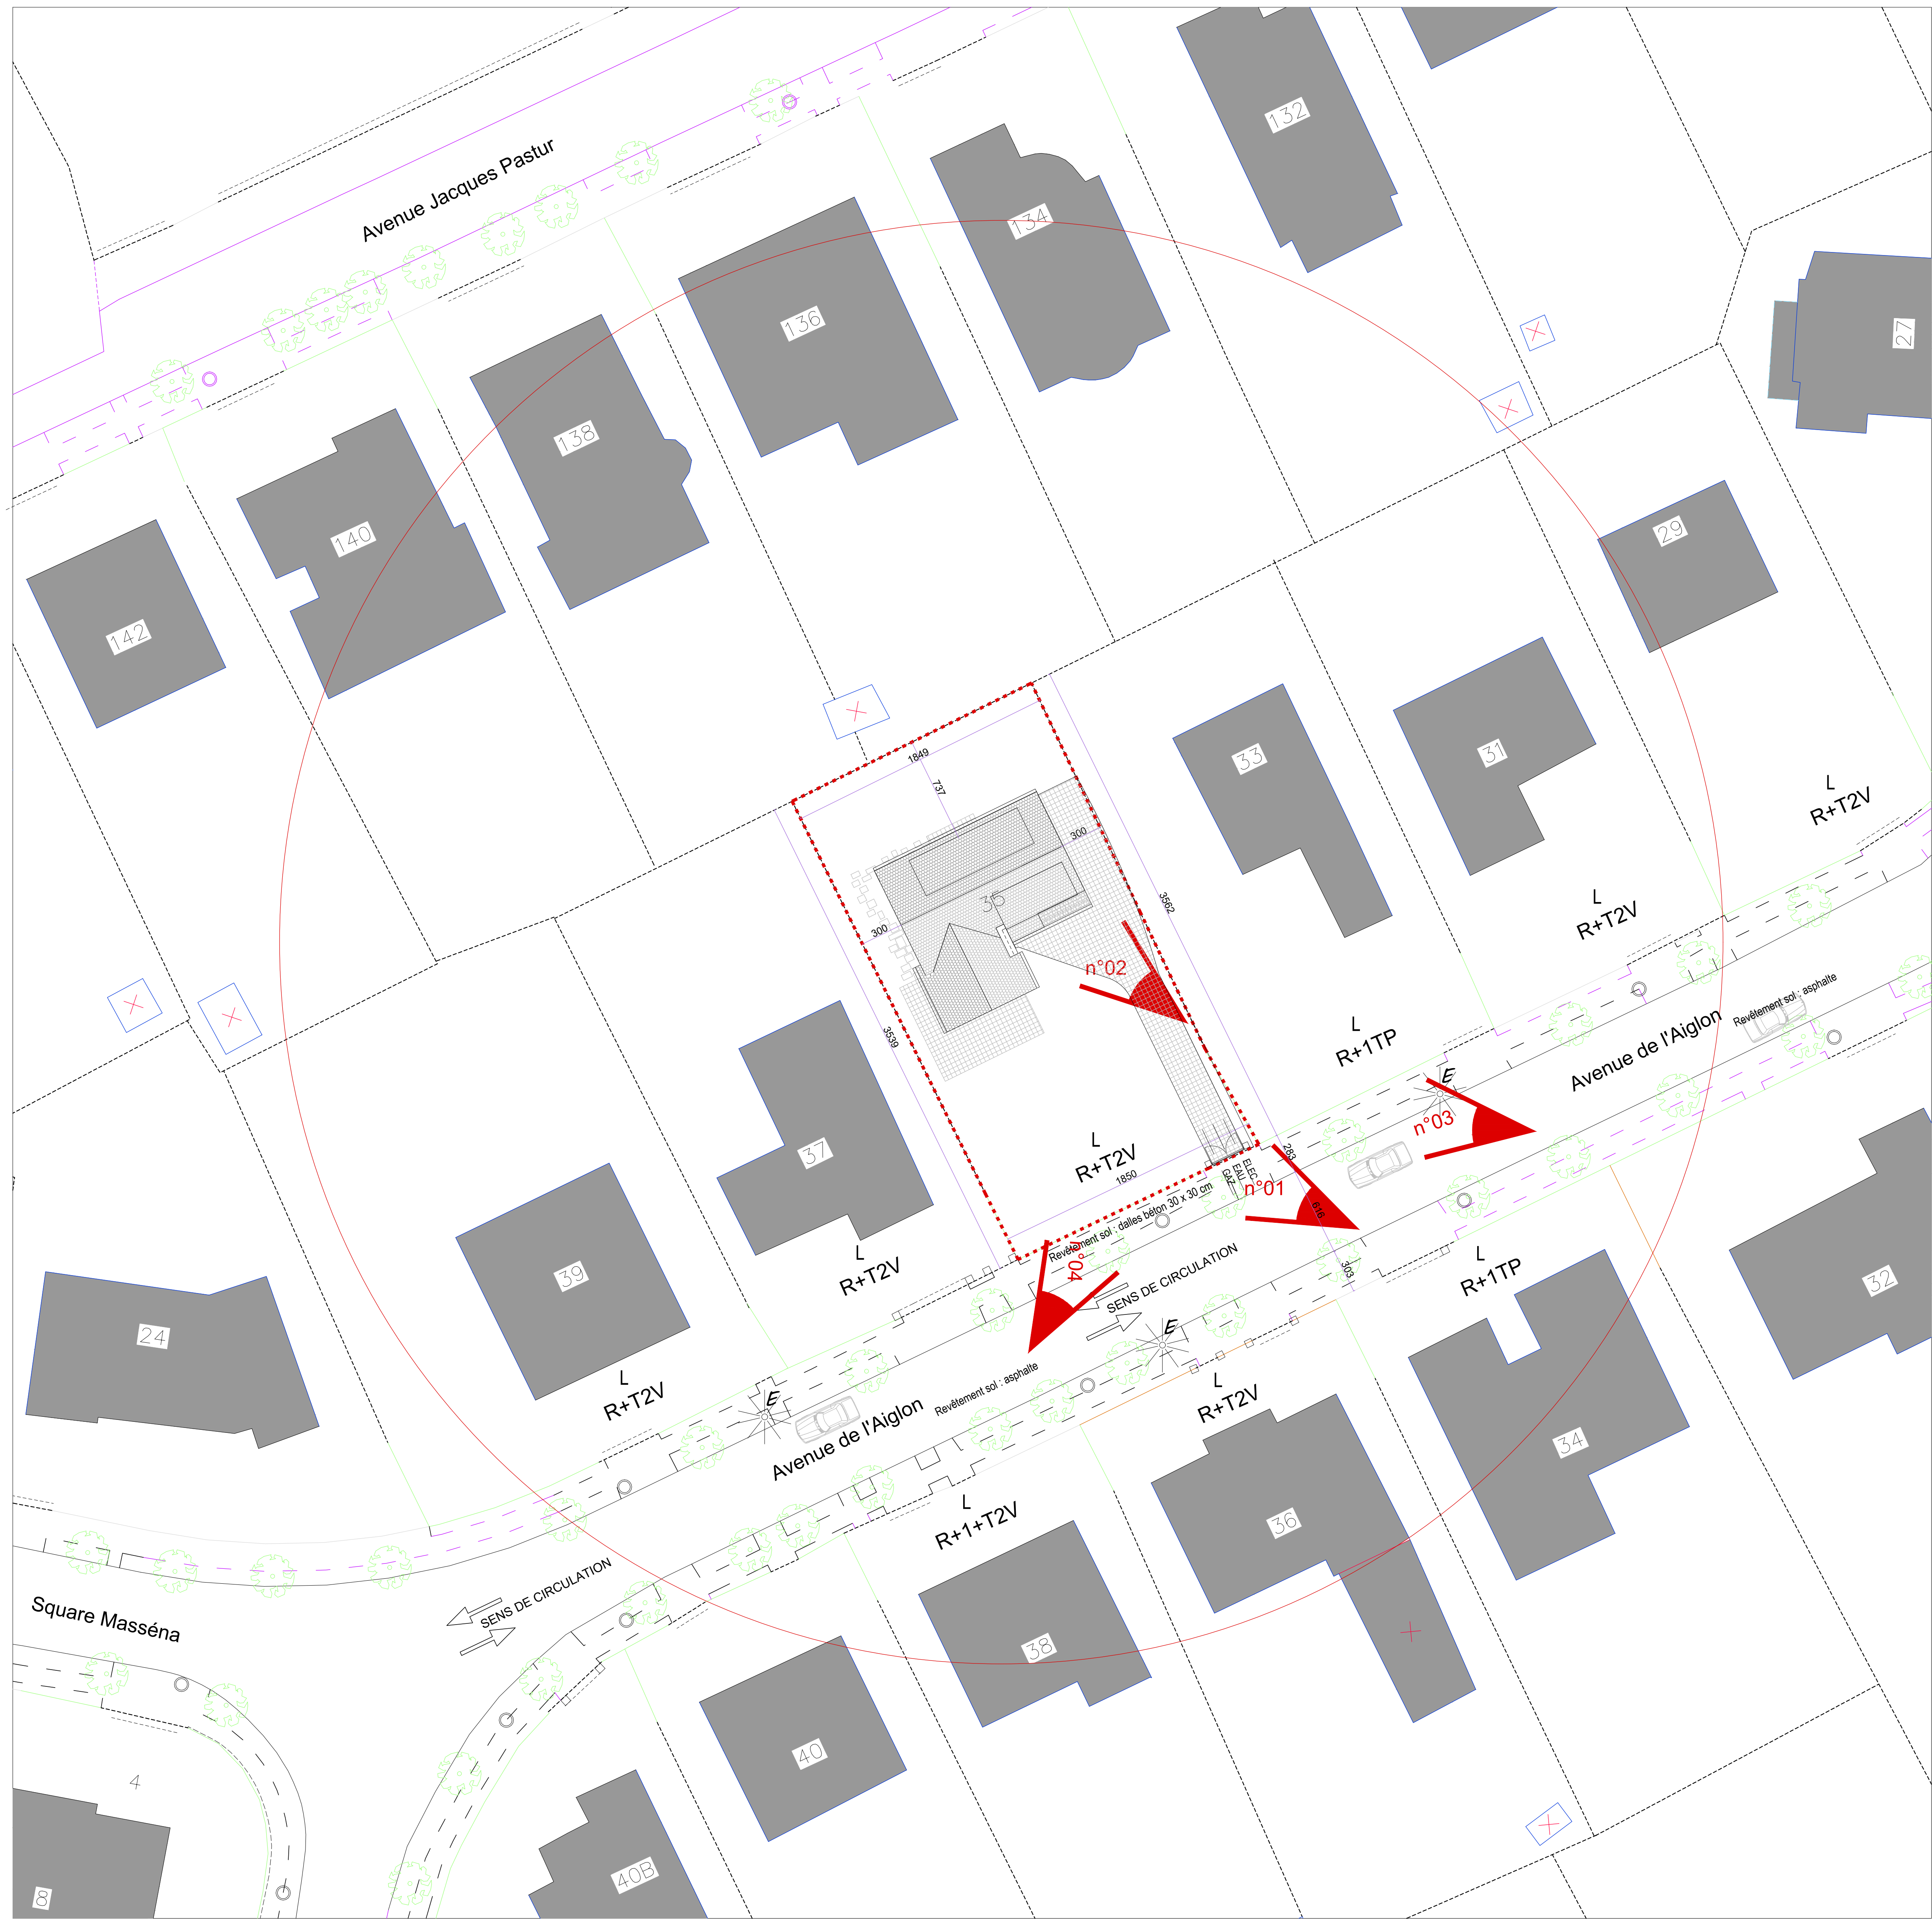 132
Avenue Jacques Pastur
134
136
27
138
29
140
142
1849
737
33
31
L
R+T2V
300
35
3562
L
R+T2V
300
n°02
Revêtement sol : asphalte
L
R+1TP
Avenue de l'Aiglon
3539
E
n°03
37
L
R+T2V
283
1850
ELEC
EAU
GAZ
n°01
816
Revêtement sol : dalles béton 30 x 30 cm
n°04
39
L
R+T2V
303
L
R+1TP
32
SENS DE CIRCULATION
24
E
L
R+T2V
Revêtement sol : asphalte
L
R+T2V
E
Avenue de l'Aiglon
34
L
R+1+T2V
36
SENS DE CIRCULATION
Square Masséna
38
40
4
40B
8